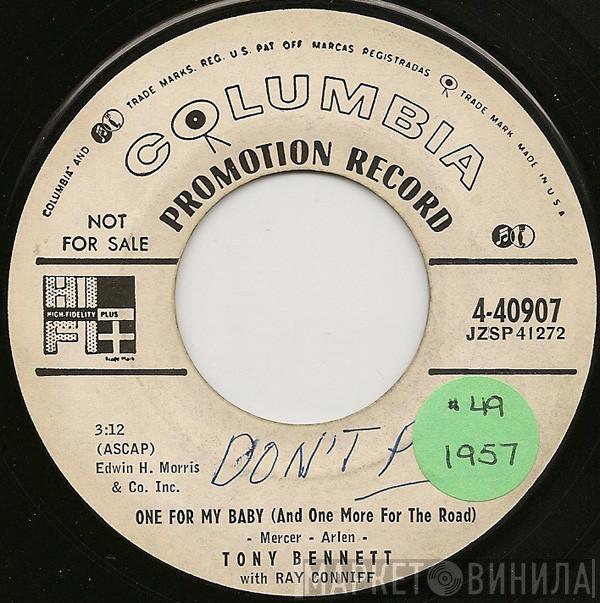 COLUMBIA AND TRADE MARKS. REG. U.S. PAT OFF MARCAS REGISTRADAS TRADE MARK MADE IN U S A
COLUMBIA
PROMOTION RECORD
NOT
FOR SALE
HI
HIGH-FIDELITY PLUS
FI
4-40907
JZSP41272
# 49
1957
3:12
(ASCAP)
Edwin H. Morris
& Co. Inc.
DON'T
ONE FOR MY BABY (And One More For The Road)
- Mercer - Arlen -
TONY BENNETT
with RAY CONNIFF
МАРКЕТ ВИНИЛА